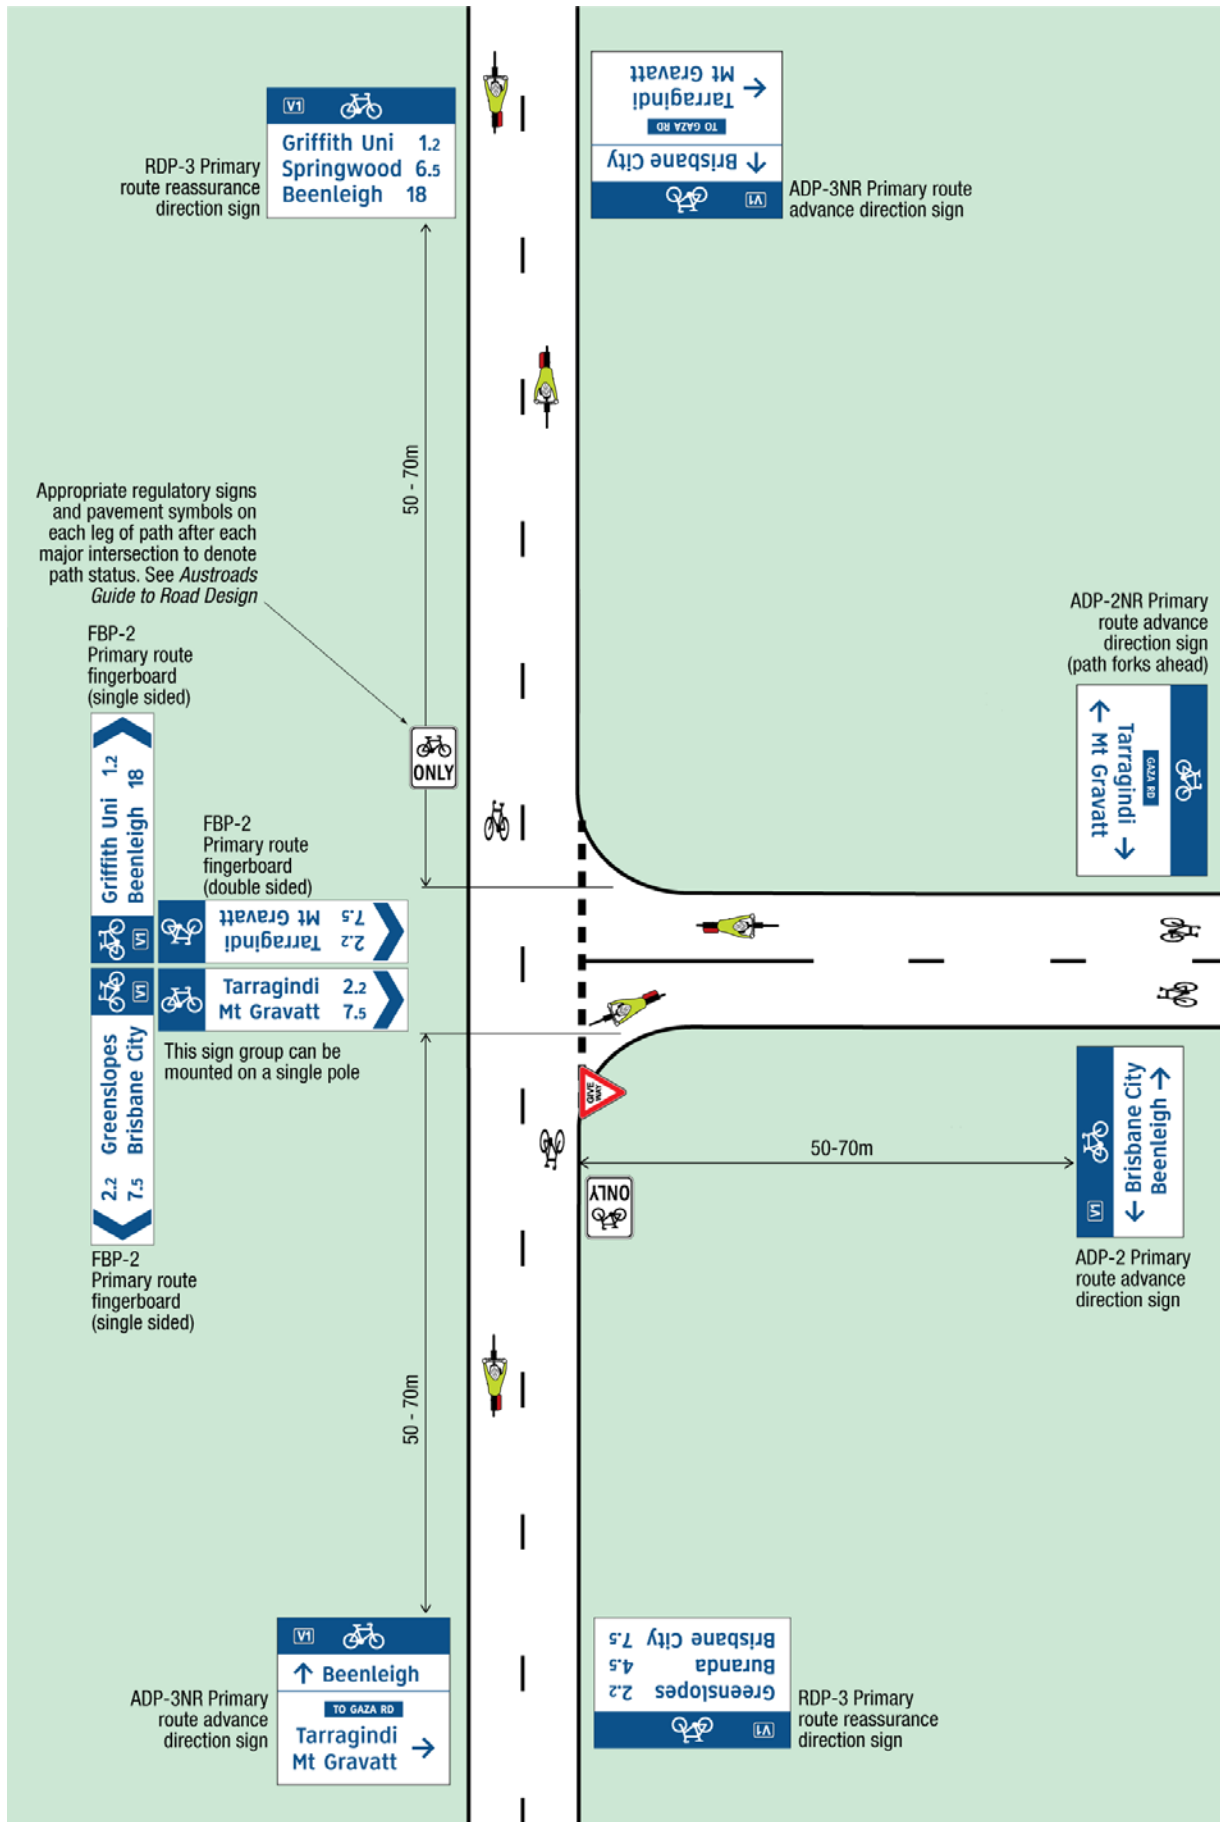 V1
Griffith Uni 1.2
Springwood 6.5
Beenleigh 18
RDP-3 Primary
route reassurance
direction sign
V1
↑ Brisbane City
TO GAZA RD
Tarragindi
Mt Gravatt
←
ADP-3NR Primary route
advance direction sign
50 - 70m
Appropriate regulatory signs
and pavement symbols on
each leg of path after each
major intersection to denote
path status. See Austroads
Guide to Road Design
ONLY
ADP-2NR Primary
route advance
direction sign
(path forks ahead)
GAZA RD
Tarragindi →
← Mt Gravatt
FBP-2
Primary route
fingerboard
(single sided)
V1
Griffith Uni 1.2
Beenleigh 18
FBP-2
Primary route
fingerboard
(double sided)
Tarragindi 2.2
Mt Gravatt 7.5
Tarragindi 2.2
Mt Gravatt 7.5
This sign group can be
mounted on a single pole
V1
2.2 Greenslopes
7.5 Brisbane City
FBP-2
Primary route
fingerboard
(single sided)
GIVE
WAY
ONLY
50-70m
V1
← Brisbane City
Beenleigh →
ADP-2 Primary
route advance
direction sign
50 - 70m
V1
↑ Beenleigh
TO GAZA RD
Tarragindi
Mt Gravatt
→
ADP-3NR Primary
route advance
direction sign
V1
Greenslopes 2.2
Buranda 4.5
Brisbane City 7.5
RDP-3 Primary
route reassurance
direction sign